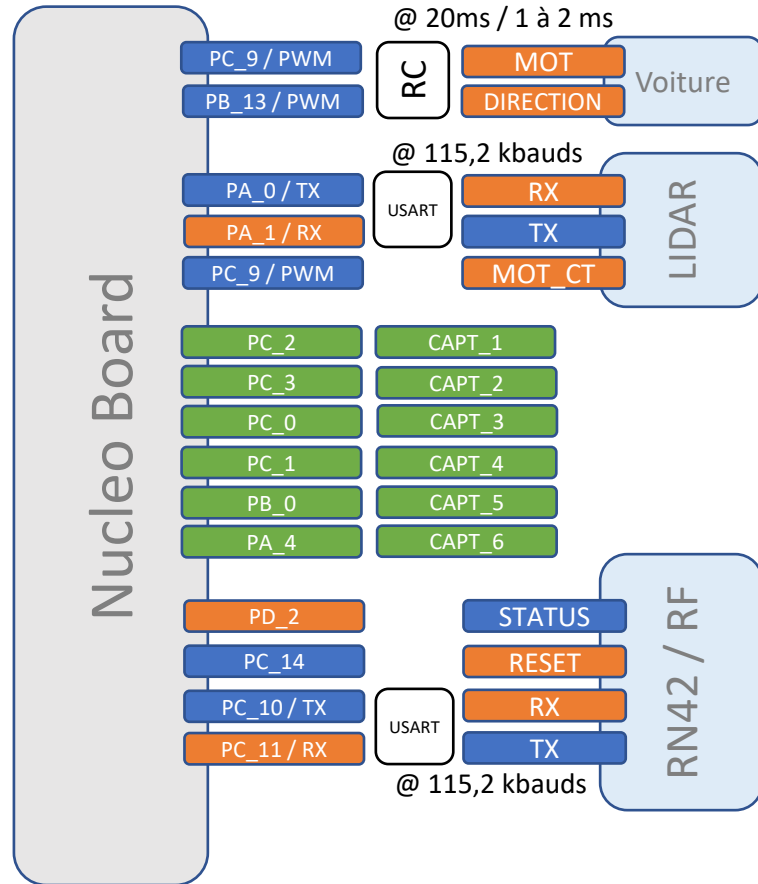 @ 20ms / 1 à 2 ms
PC_9 / PWM
RC
MOT
Voiture
PB_13 / PWM
DIRECTION
@ 115,2 kbauds
PA_0 / TX
USART
RX
LIDAR
PA_1 / RX
TX
PC_9 / PWM
MOT_CT
Nucleo Board
PC_2
CAPT_1
PC_3
CAPT_2
PC_0
CAPT_3
PC_1
CAPT_4
PB_0
CAPT_5
PA_4
CAPT_6
PD_2
STATUS
RN42 / RF
PC_14
RESET
PC_10 / TX
USART
RX
PC_11 / RX
TX
@ 115,2 kbauds